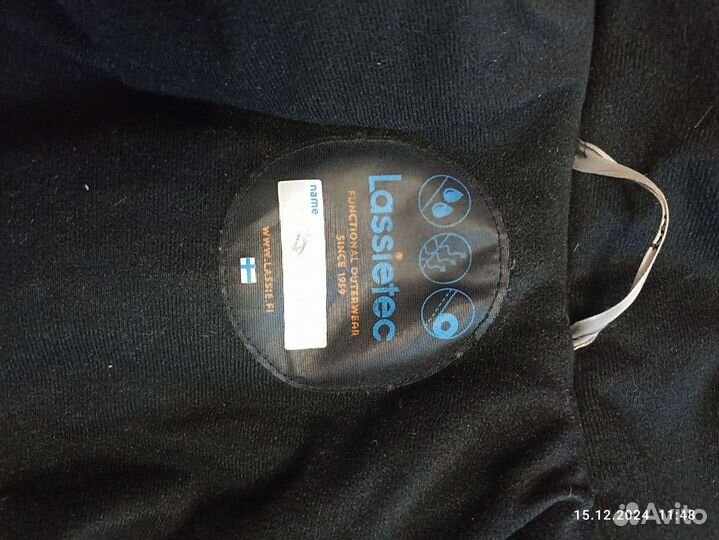 Lassietec
FUNCTIONAL OUTERWEAR
SINCE 1959
name
WWW.LASSIE.FI
15.12.2024 11:48
Avito